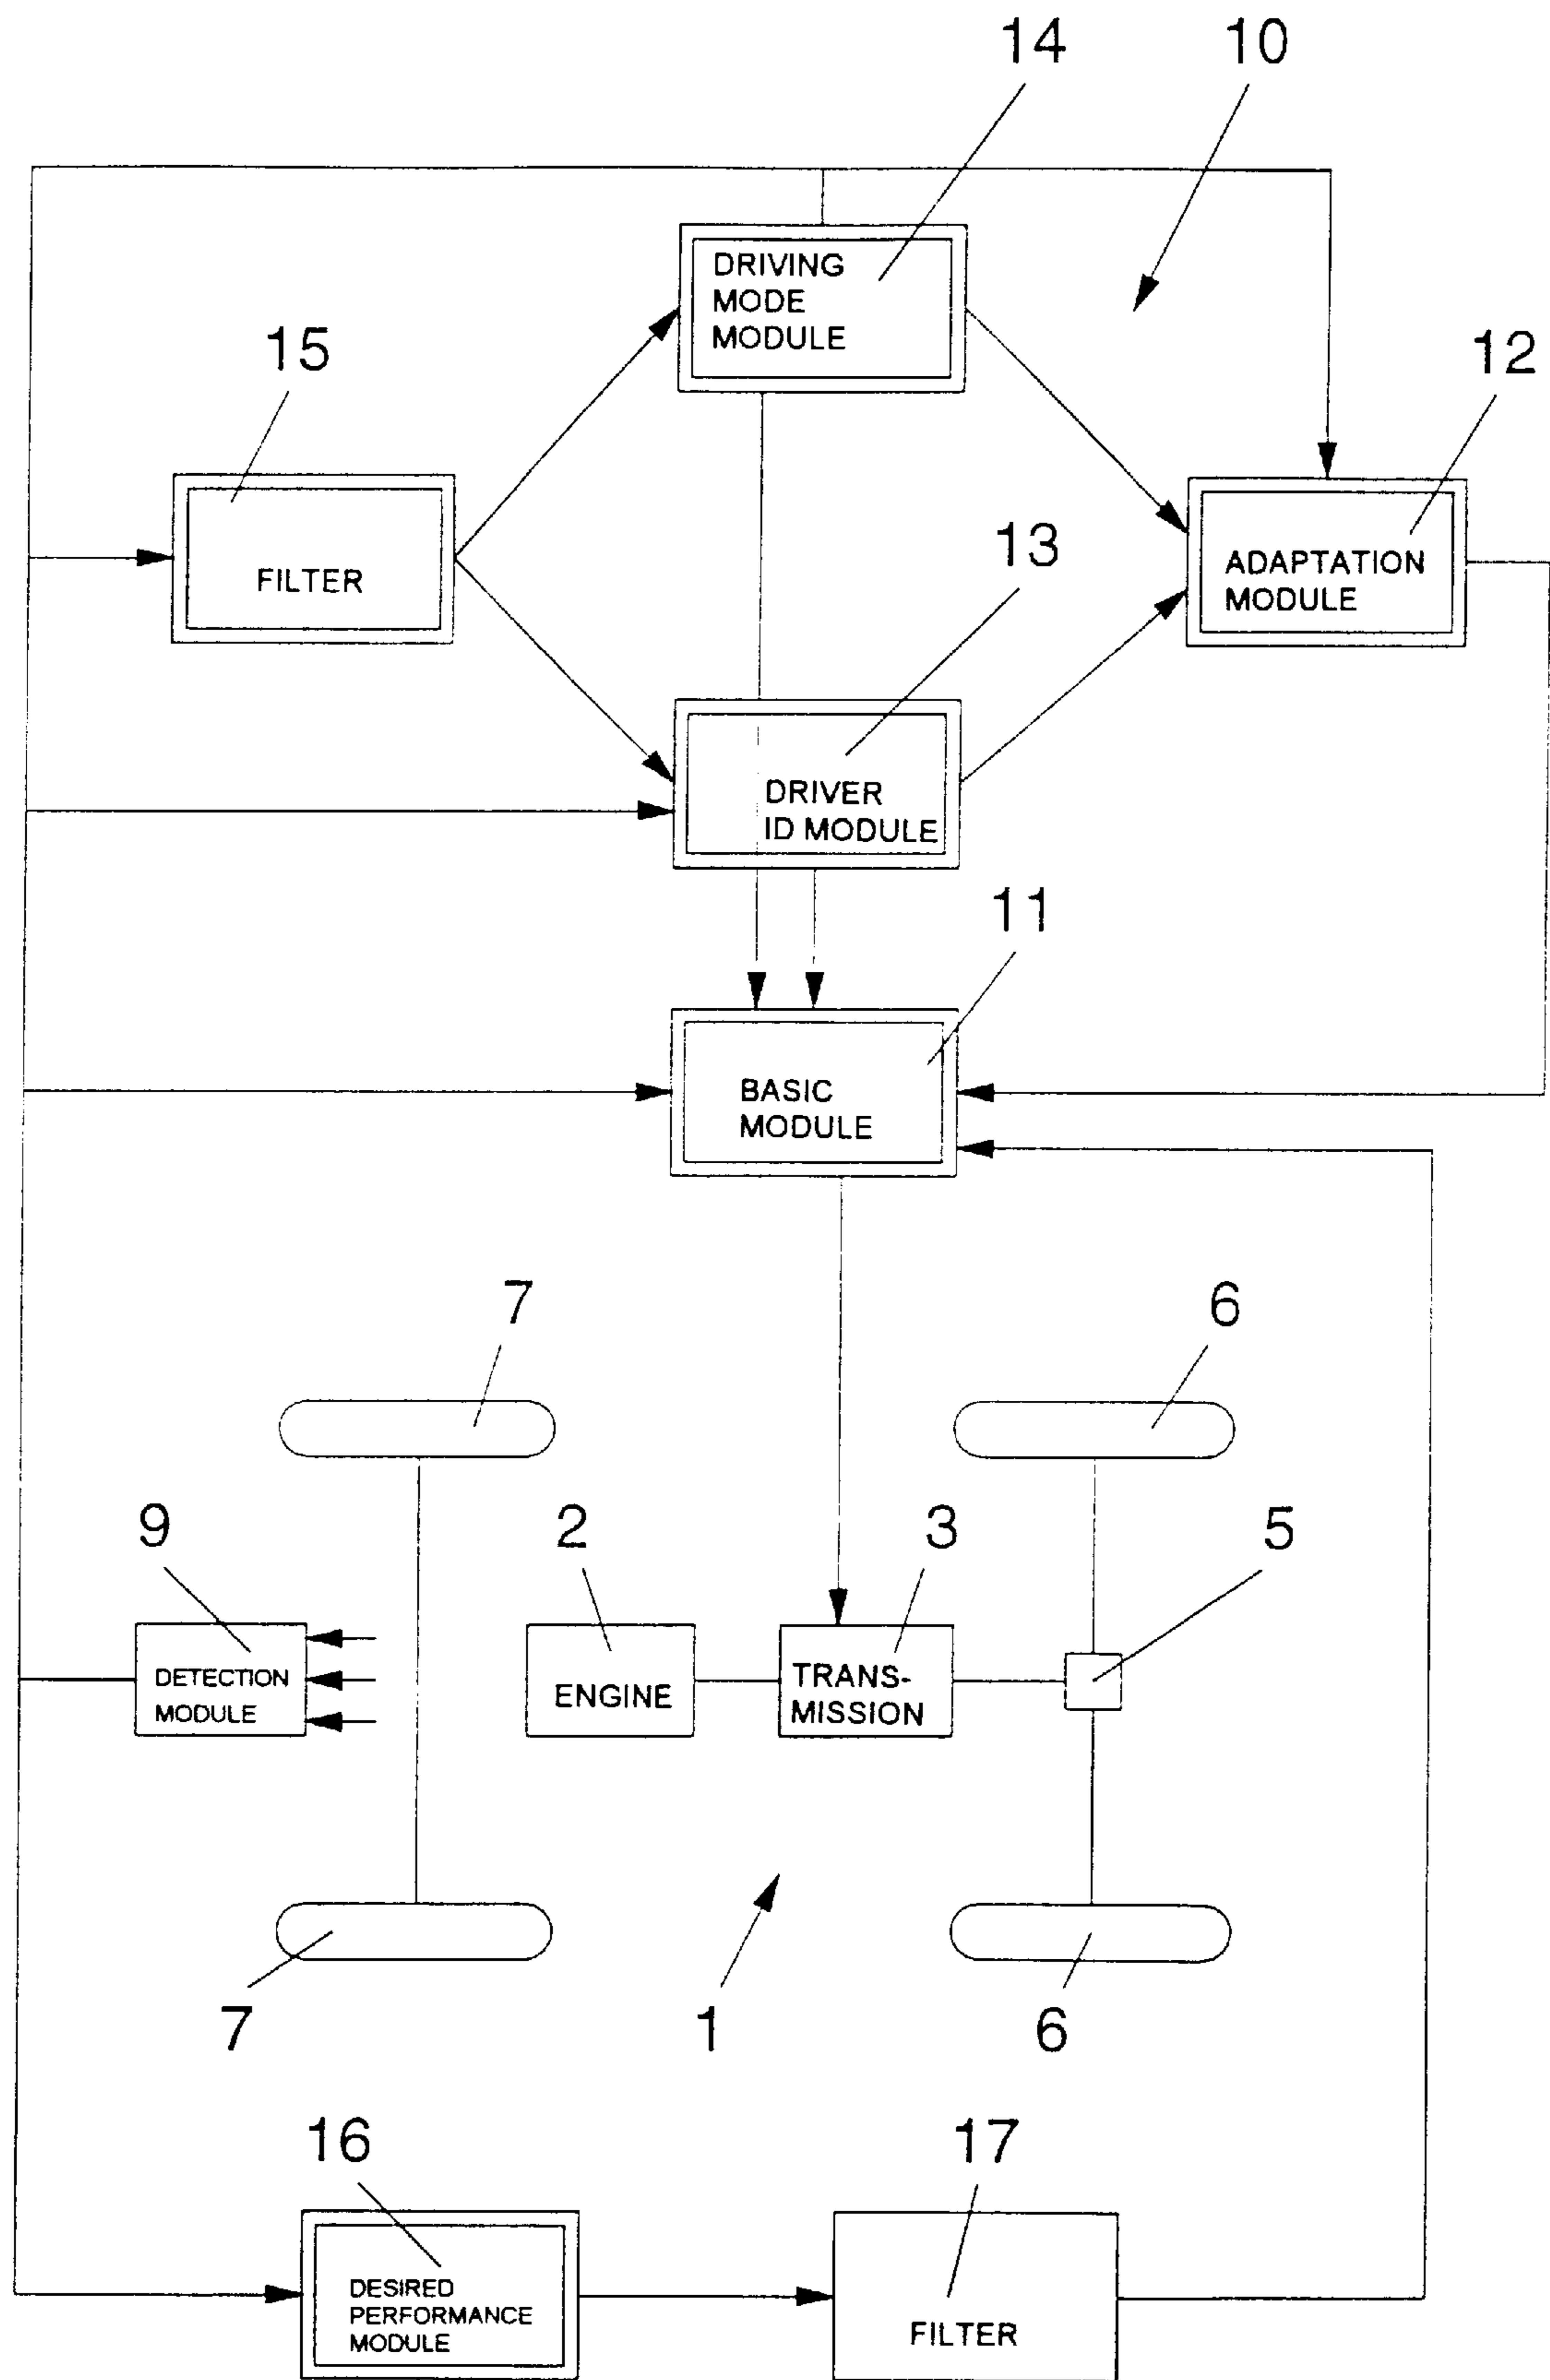 14
10
DRIVING
MODE
MODULE
15
12
FILTER
13
ADAPTATION
MODULE
DRIVER
ID MODULE
11
BASIC
MODULE
7
6
9
2
3
5
DETECTION
MODULE
ENGINE
TRANS-
MISSION
7
1
6
16
17
DESIRED
PERFORMANCE
MODULE
FILTER